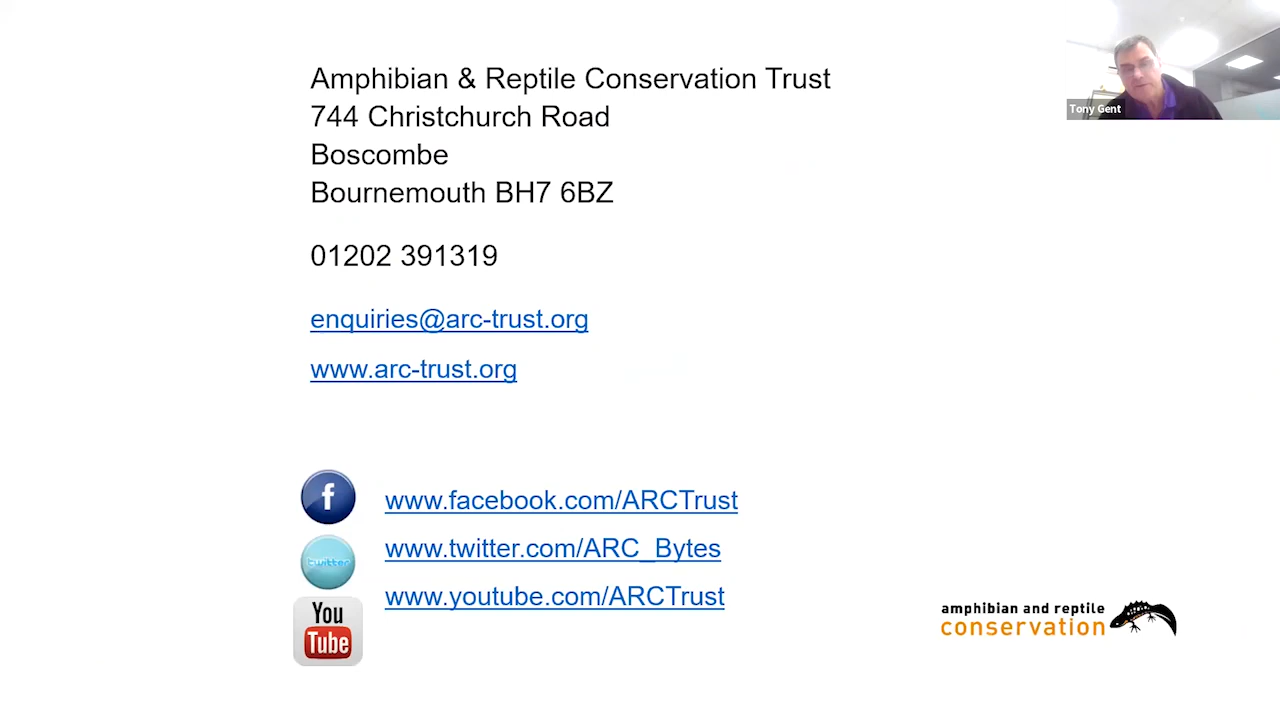 Amphibian & Reptile Conservation Trust
744 Christchurch Road
Boscombe
Bournemouth BH7 6BZ
01202 391319
enquiries@arc-trust.org
www.arc-trust.org
www.facebook.com/ARCTrust
twitter
www.twitter.com/ARC_Bytes
www.youtube.com/ARCTrust
You
Tube
Tony Gent
amphibian and reptile
conservation